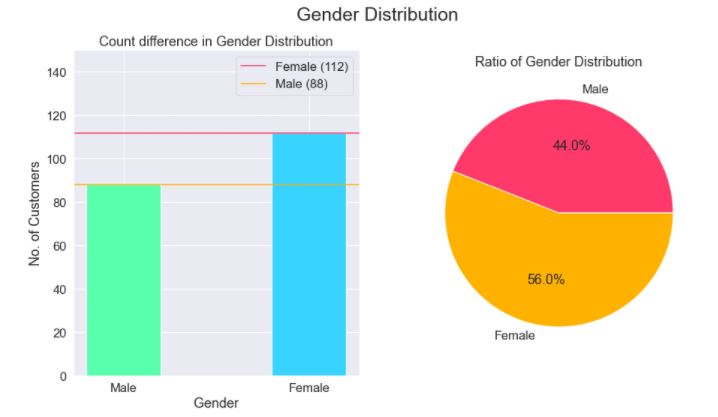 Gender Distribution
Count difference in Gender Distribution
Female (112)
Male (88)
140
120
100
80
60
40
20
0
No. of Customers
Male
Female
Gender
Ratio of Gender Distribution
Male
44.0%
56.0%
Female